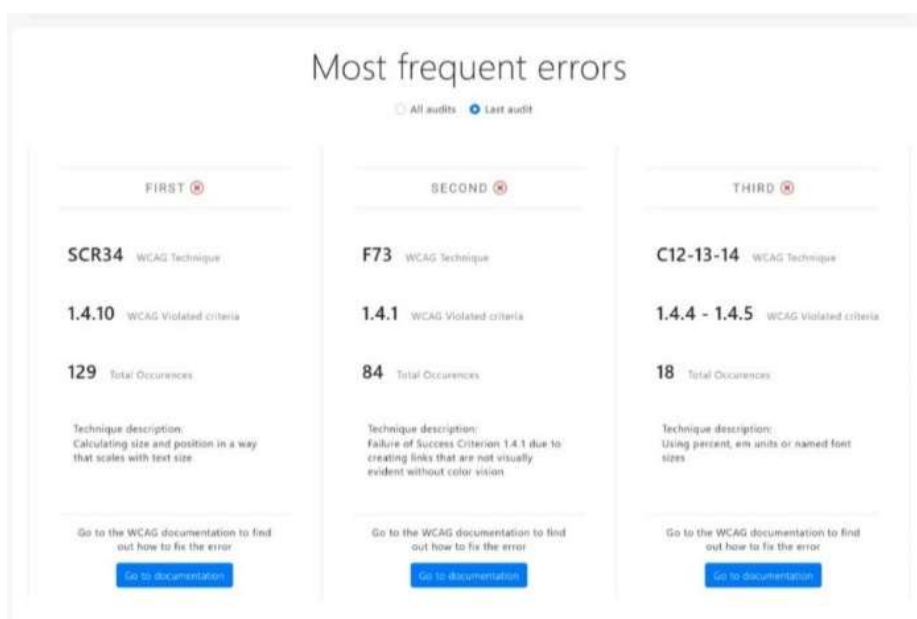 Most frequent errors
All audits Last audit
FIRST
SCR34 WCAG Technique
1.4.10 WCAG Violated criteria
129 Total Occurences
Technique description:
Calculating size and position in a way
that scales with text size
Go to the WCAG documentation to find
out how to fix the error
Go to documentation
SECOND
F73 WCAG Technique
1.4.1 WCAG Violated criteria
84 Total Occurences
Technique description:
Failure of Success Criterion 1.4.1 due to
creating links that are not visually
evident without color vision
Go to the WCAG documentation to find
out how to fix the error
Go to documentation
THIRD
C12-13-14 WCAG Technique
1.4.4 - 1.4.5 WCAG Violated criteria
18 Total Occurences
Technique description:
Using percent, em units or named font
sizes
Go to the WCAG documentation to find
out how to fix the error
Go to documentation